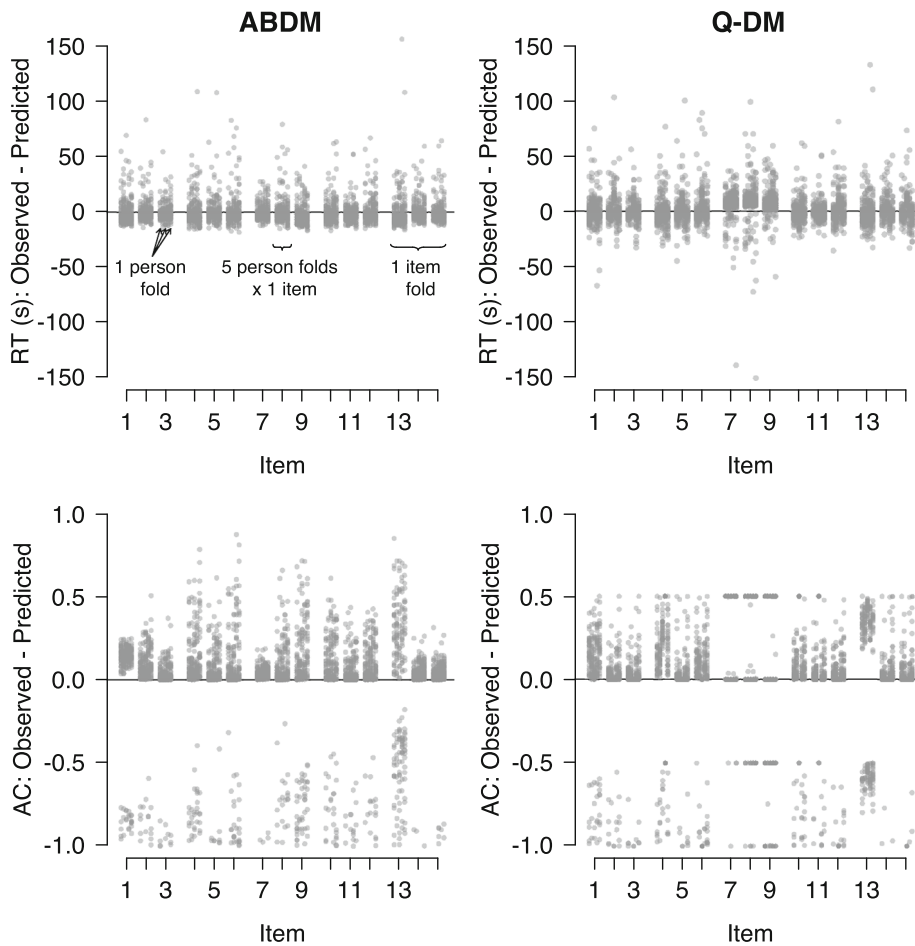 ABDM
Q-DM
RT (s): Observed - Predicted
150
100
50
0
-50
-100
-150
1 person
fold
5 person folds
x 1 item
1 item
fold
1 3 5 7 9 11 13
Item
RT (s): Observed - Predicted
150
100
50
0
-50
-100
-150
1 3 5 7 9 11 13
Item
AC: Observed - Predicted
1.0
0.5
0.0
-0.5
-1.0
1 3 5 7 9 11 13
Item
AC: Observed - Predicted
1.0
0.5
0.0
-0.5
-1.0
1 3 5 7 9 11 13
Item